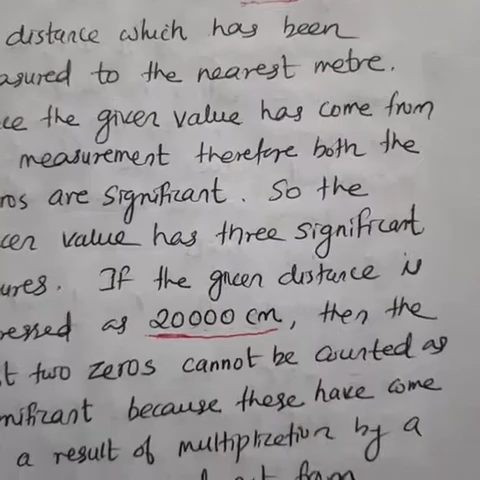 distance which has been
asured to the nearest metre.
ce the given value has come from
measurement therefore both the
ros are significant. So the
cen value has three significant
ures. If the given distance is
ressed as 20000 cm, then the
t two zeros cannot be counted as
nificant because these have come
a result of multiplication by a